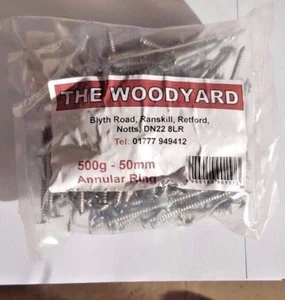 THE WOODYARD
Blyth Road, Ranskill, Retford,
Notts, DN22 8LR
Tel: 01777 949412
500g - 50mm
Annular Ring